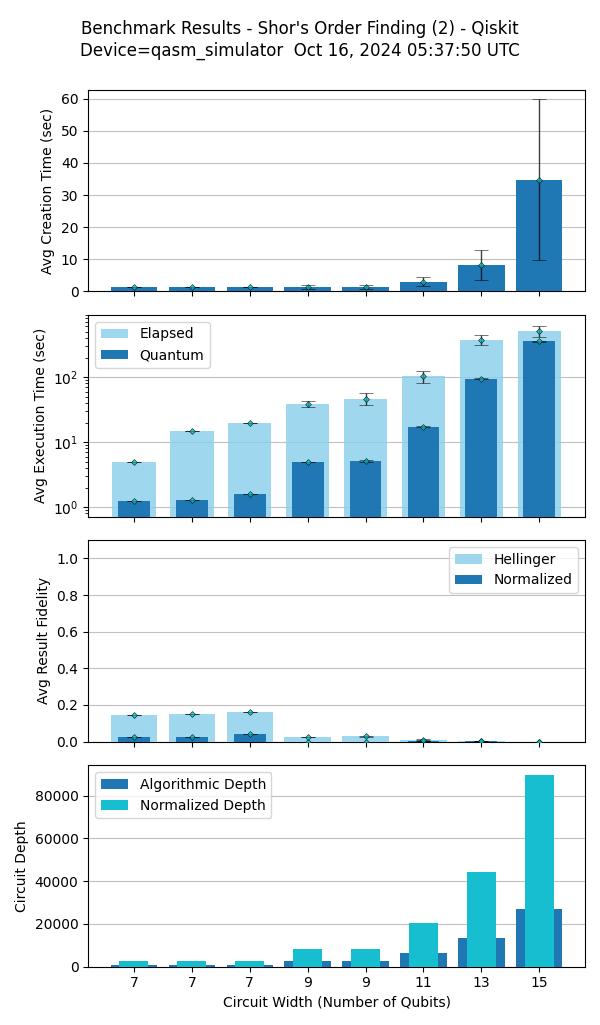 Benchmark Results - Shor's Order Finding (2) - Qiskit
Device=qasm_simulator  Oct 16, 2024 05:37:50 UTC
Avg Creation Time (sec)
60
50
40
30
20
10
0
Avg Execution Time (sec)
Elapsed
Quantum
10²
10¹
10⁰
Avg Result Fidelity
Hellinger
Normalized
1.0
0.8
0.6
0.4
0.2
0.0
Circuit Depth
Algorithmic Depth
Normalized Depth
80000
60000
40000
20000
0
7 7 7 9 9 11 13 15
Circuit Width (Number of Qubits)